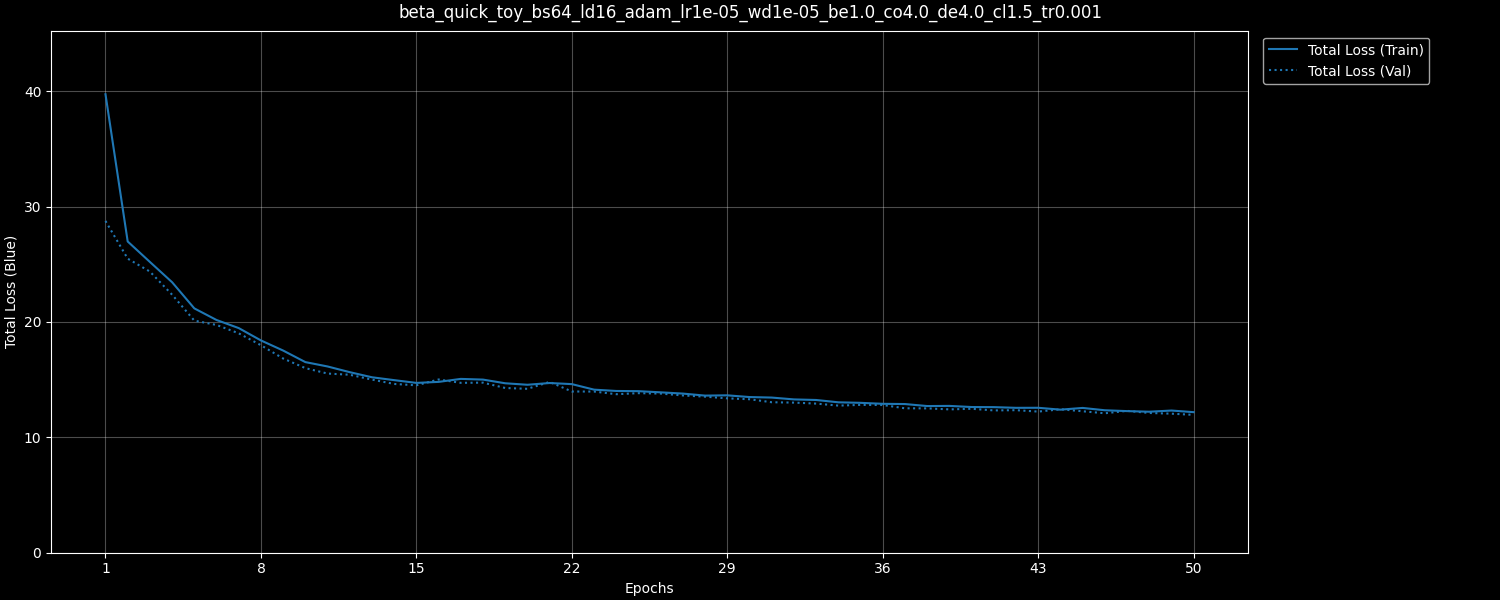 beta_quick_toy_bs64_ld16_adam_lr1e-05_wd1e-05_be1.0_co4.0_de4.0_cl1.5_tr0.001
Total Loss (Train)
Total Loss (Val)
Total Loss (Blue)
40
30
20
10
0
1 8 15 22 29 36 43 50
Epochs